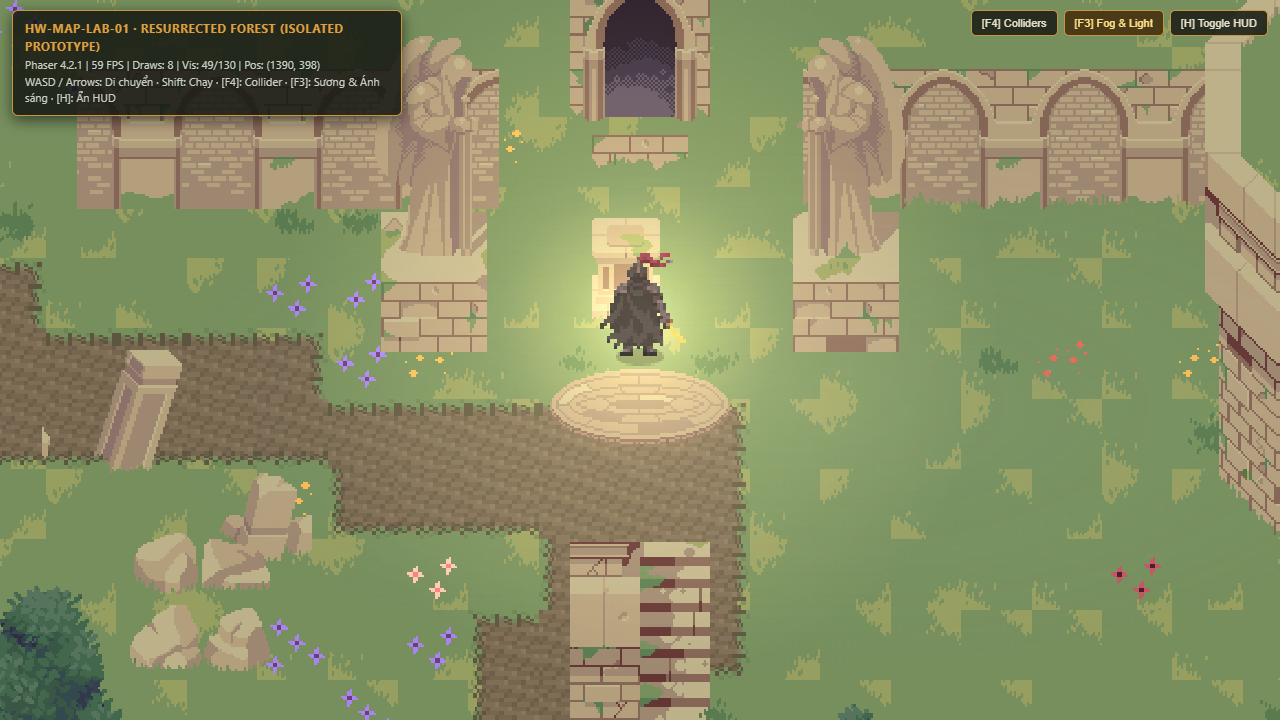 HW-MAP-LAB-01 · RESURRECTED FOREST (ISOLATED
PROTOTYPE)
Phaser 4.2.1 | 59 FPS | Draws: 8 | Vis: 49/130 | Pos: (1390, 398)
WASD / Arrows: Di chuyển · Shift: Chạy · [F4]: Collider · [F3]: Sương & Ánh
sáng · [H]: Ẩn HUD
[F4] Colliders
[F3] Fog & Light
[H] Toggle HUD